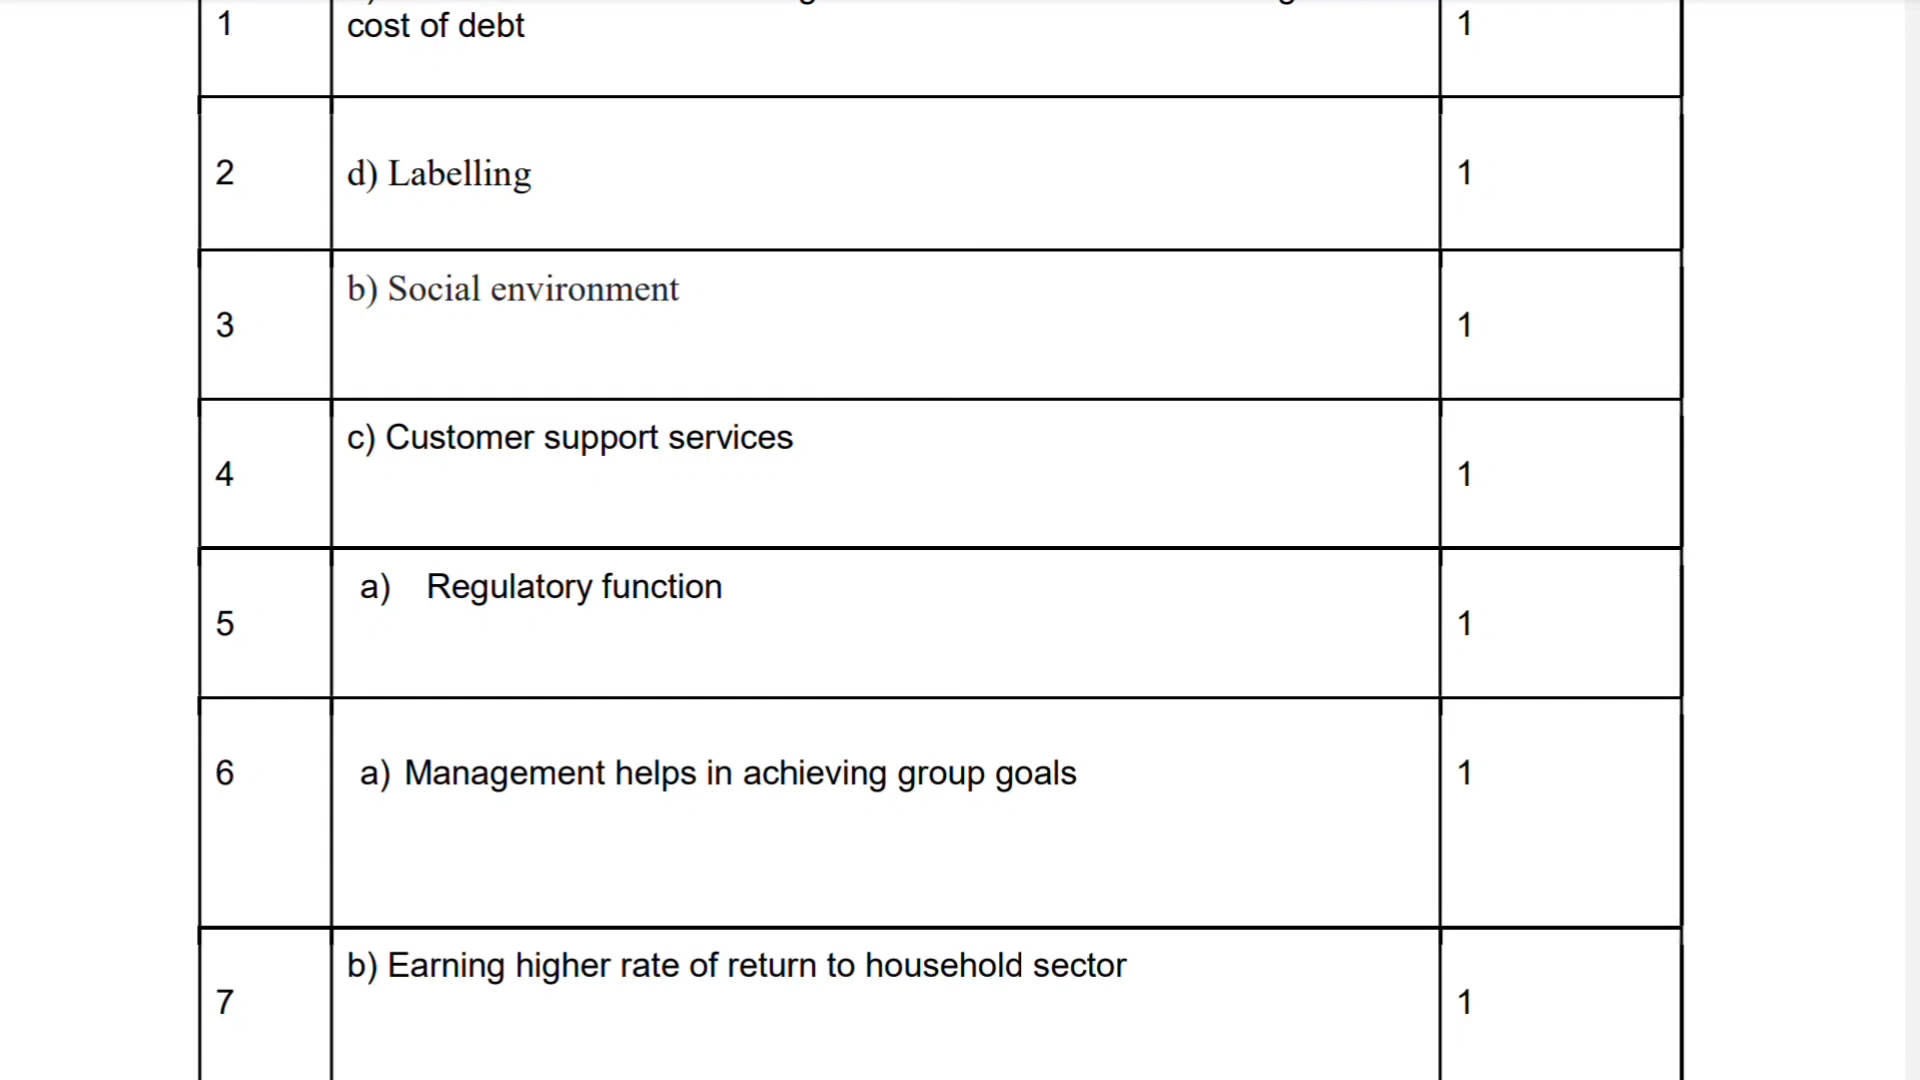 1 cost of debt 1
2 d) Labelling 1
b) Social environment
3 1
c) Customer support services
4 1
a) Regulatory function
5 1
6 a) Management helps in achieving group goals 1
b) Earning higher rate of return to household sector
7 1